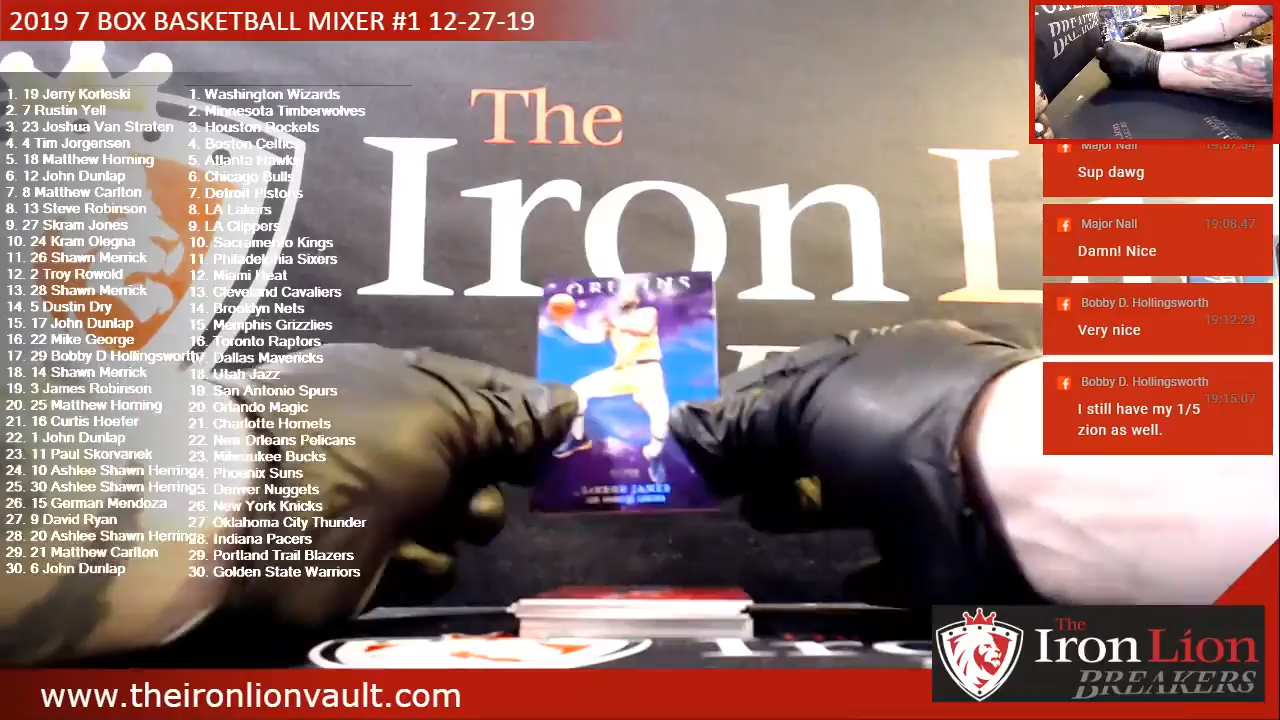 2019 7 BOX BASKETBALL MIXER #1 12-27-19
1. 19 Jerry Korleski
2. 7 Rustin Yell
3. 23 Joshua Van Straten
4. 4 Tim Jorgensen
5. 18 Matthew Horning
6. 12 John Dunlap
7. 8 Matthew Carlton
8. 13 Steve Robinson
9. 27 Skram Jones
10. 24 Kram Olegna
11. 26 Shawn Merrick
12. 2 Troy Rowold
13. 28 Shawn Merrick
14. 5 Dustin Dry
15. 17 John Dunlap
16. 22 Mike George
17. 29 Bobby D Hollingsworth
18. 14 Shawn Merrick
19. 3 James Robinson
20. 25 Matthew Horning
21. 16 Curtis Hoefer
22. 1 John Dunlap
23. 11 Paul Skorvanek
24. 10 Ashlee Shawn Herring
25. 30 Ashlee Shawn Herring
26. 15 German Mendoza
27. 9 David Ryan
28. 20 Ashlee Shawn Herring
29. 21 Matthew Carlton
30. 6 John Dunlap
1. Washington Wizards
2. Minnesota Timberwolves
3. Houston Rockets
4. Boston Celtics
5. Atlanta Hawks
6. Chicago Bulls
7. Detroit Pistons
8. LA Lakers
9. LA Clippers
10. Sacramento Kings
11. Philadelphia Sixers
12. Miami Heat
13. Cleveland Cavaliers
14. Brooklyn Nets
15. Memphis Grizzlies
16. Toronto Raptors
17. Dallas Mavericks
18. Utah Jazz
19. San Antonio Spurs
20. Orlando Magic
21. Charlotte Hornets
22. New Orleans Pelicans
23. Milwaukee Bucks
24. Phoenix Suns
25. Denver Nuggets
26. New York Knicks
27 Oklahoma City Thunder
28. Indiana Pacers
29. Portland Trail Blazers
30. Golden State Warriors
The
Iron L
ORIGINS
LEBRON JAMES
BREAKERS
Major Nall 19:07:54
Sup dawg
Major Nall 19:08:47
Damn! Nice
Bobby D. Hollingsworth 19:12:29
Very nice
Bobby D. Hollingsworth 19:15:07
I still have my 1/5
zion as well.
The
Iron Lion
BREAKERS
www.theironlionvault.com